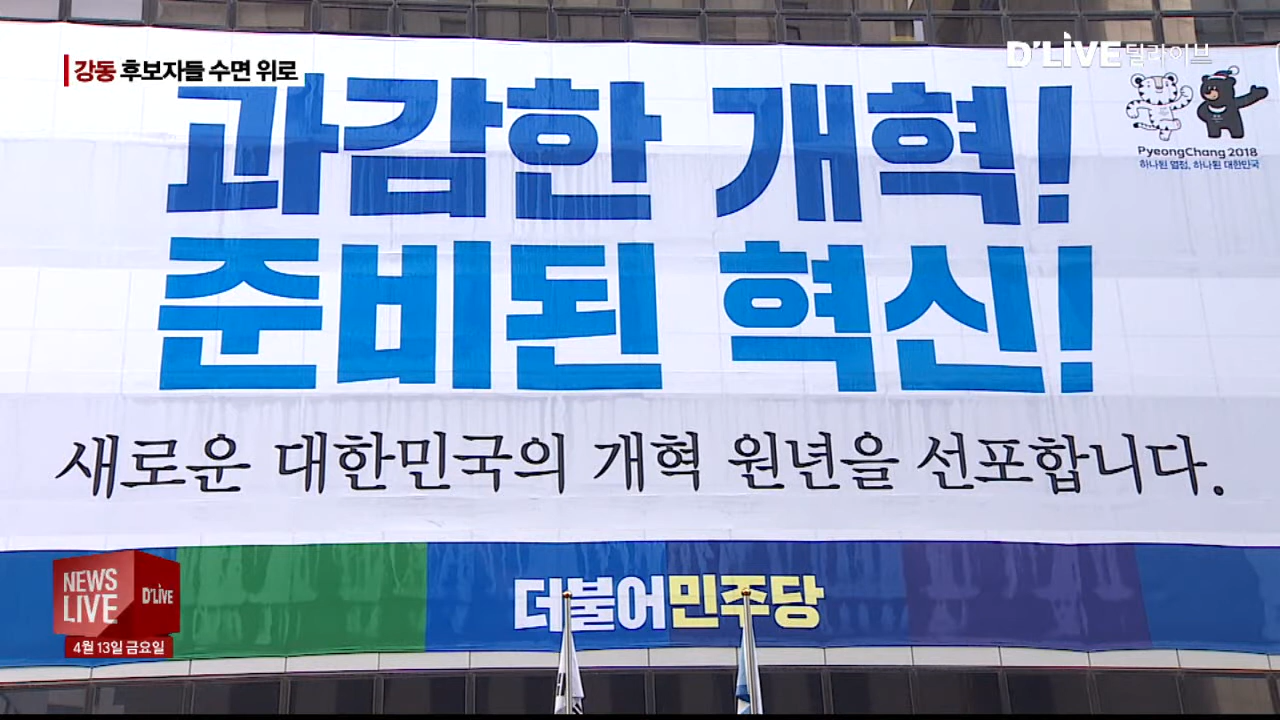 강동 후보자들 수면 위로
D'LIVE 딜라이브
과감한 개혁!
준비된 혁신!
새로운 대한민국의 개혁 원년을 선포합니다.
PyeongChang 2018
하나된 열정, 하나된 대한민국
더불어민주당
NEWS LIVE
D'LIVE
4월 13일 금요일